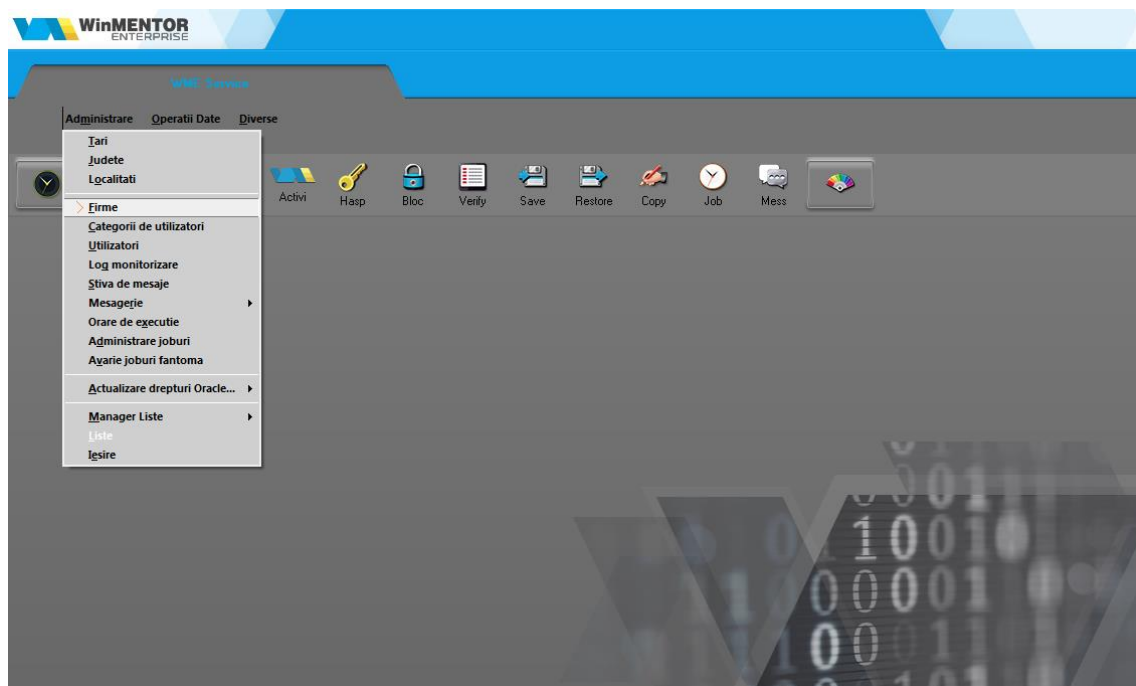 WinMENTOR
ENTERPRISE
WME Service
Administrare Operatii Date Diverse
Tari
Judete
Localitati
Firme
Categorii de utilizatori
Utilizatori
Log monitorizare
Stiva de mesaje
Mesagerie
Orare de executie
Administrare joburi
Avarie joburi fantoma
Actualizare drepturi Oracle...
Manager Liste
Liste
Iesire
Activi Hasp Bloc Verify Save Restore Copy Job Mess
1001
00001